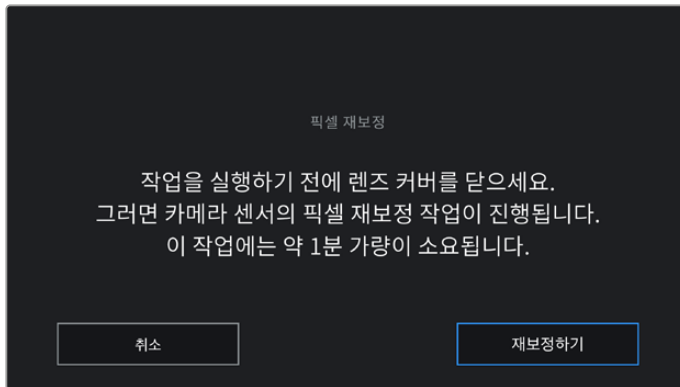 픽셀 재보정
작업을 실행하기 전에 렌즈 커버를 닫으세요.
그러면 카메라 센서의 픽셀 재보정 작업이 진행됩니다.
이 작업에는 약 1분 가량이 소요됩니다.
취소
재보정하기